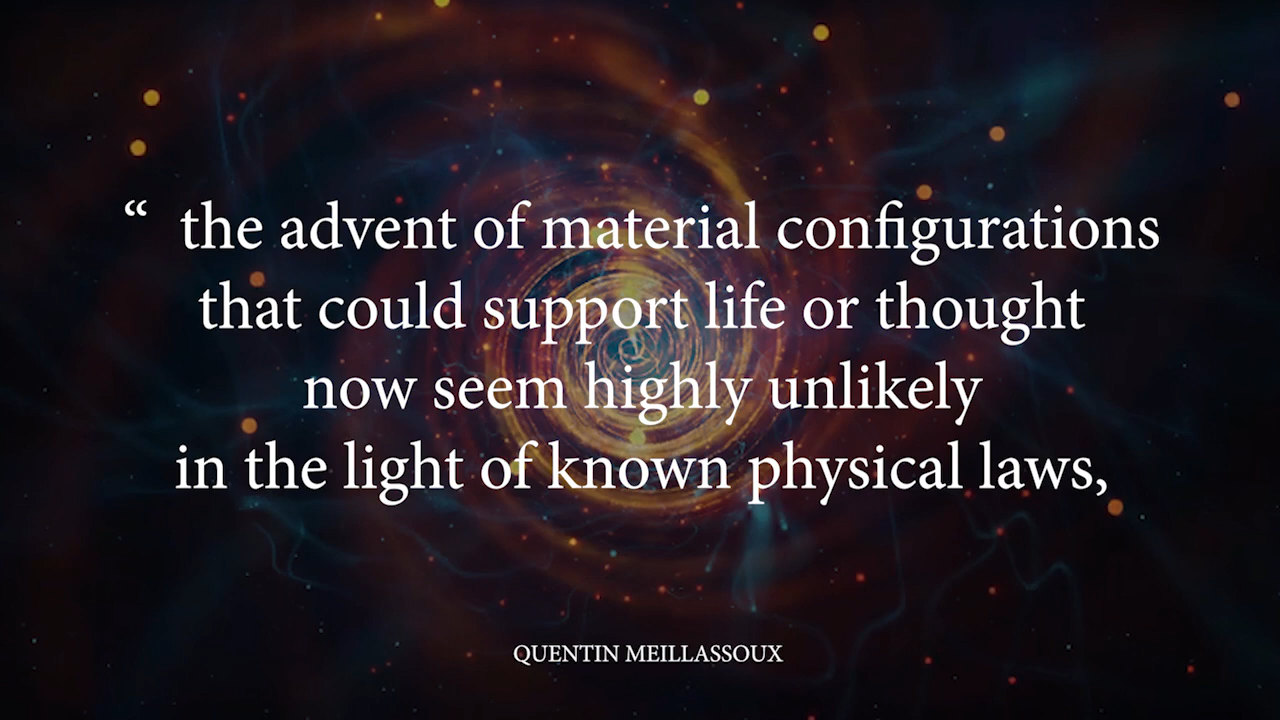 “ the advent of material configurations
that could support life or thought
now seem highly unlikely
in the light of known physical laws,
QUENTIN MEILLASSOUX